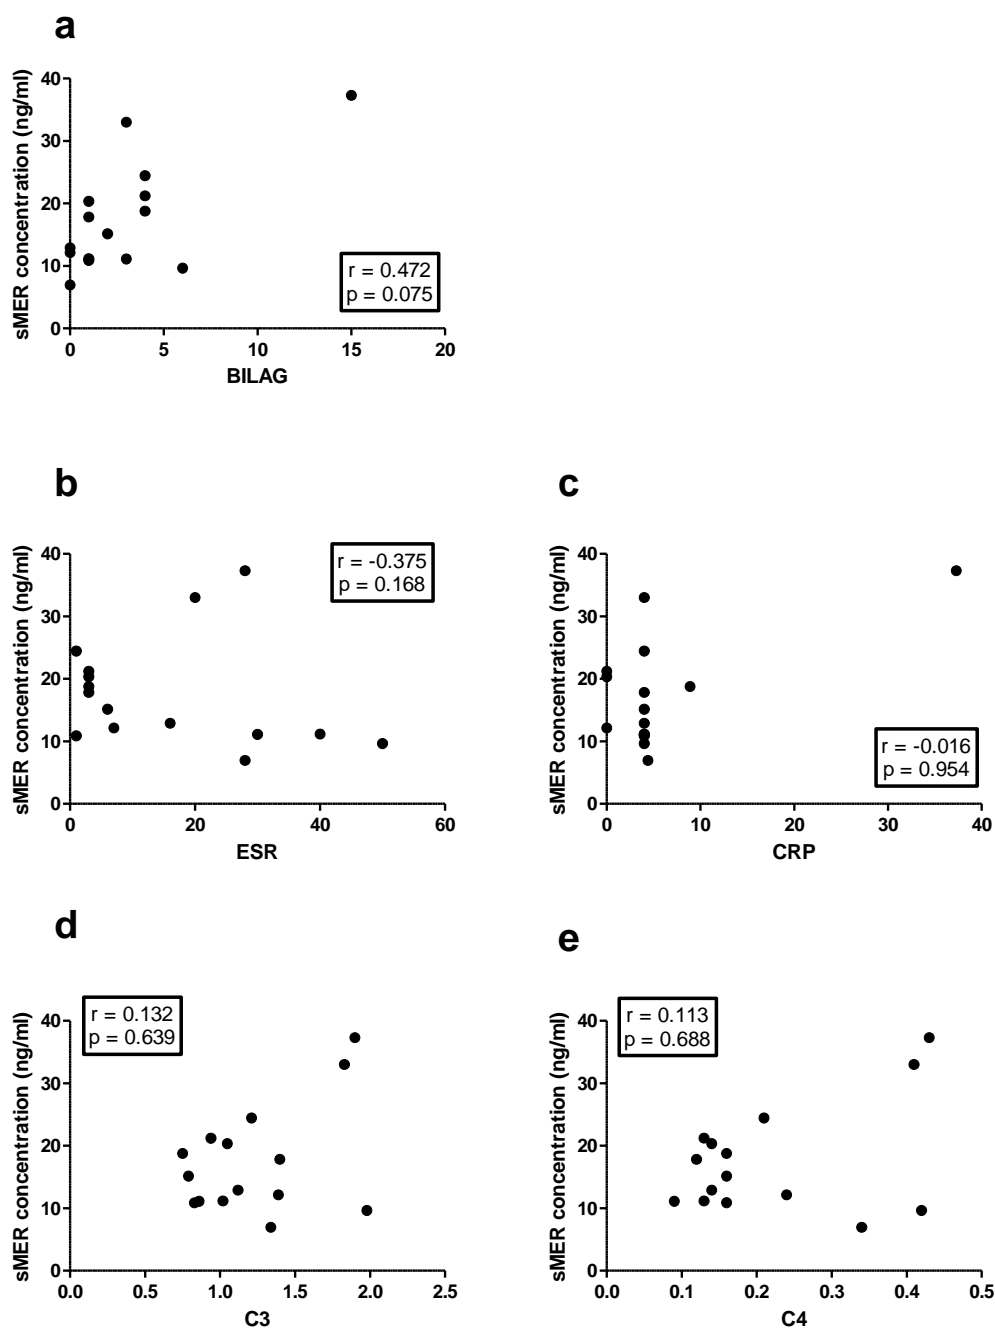 a
sMER concentration (ng/ml)
40
30
20
10
0
r = 0.472
p = 0.075
0 5 10 15 20
BILAG
b
sMER concentration (ng/ml)
40
30
20
10
0
r = -0.375
p = 0.168
0 20 40 60
ESR
c
sMER concentration (ng/ml)
40
30
20
10
0
r = -0.016
p = 0.954
0 10 20 30 40
CRP
d
sMER concentration (ng/ml)
40
30
20
10
0
r = 0.132
p = 0.639
0.0 0.5 1.0 1.5 2.0 2.5
C3
e
sMER concentration (ng/ml)
40
30
20
10
0
r = 0.113
p = 0.688
0.0 0.1 0.2 0.3 0.4 0.5
C4